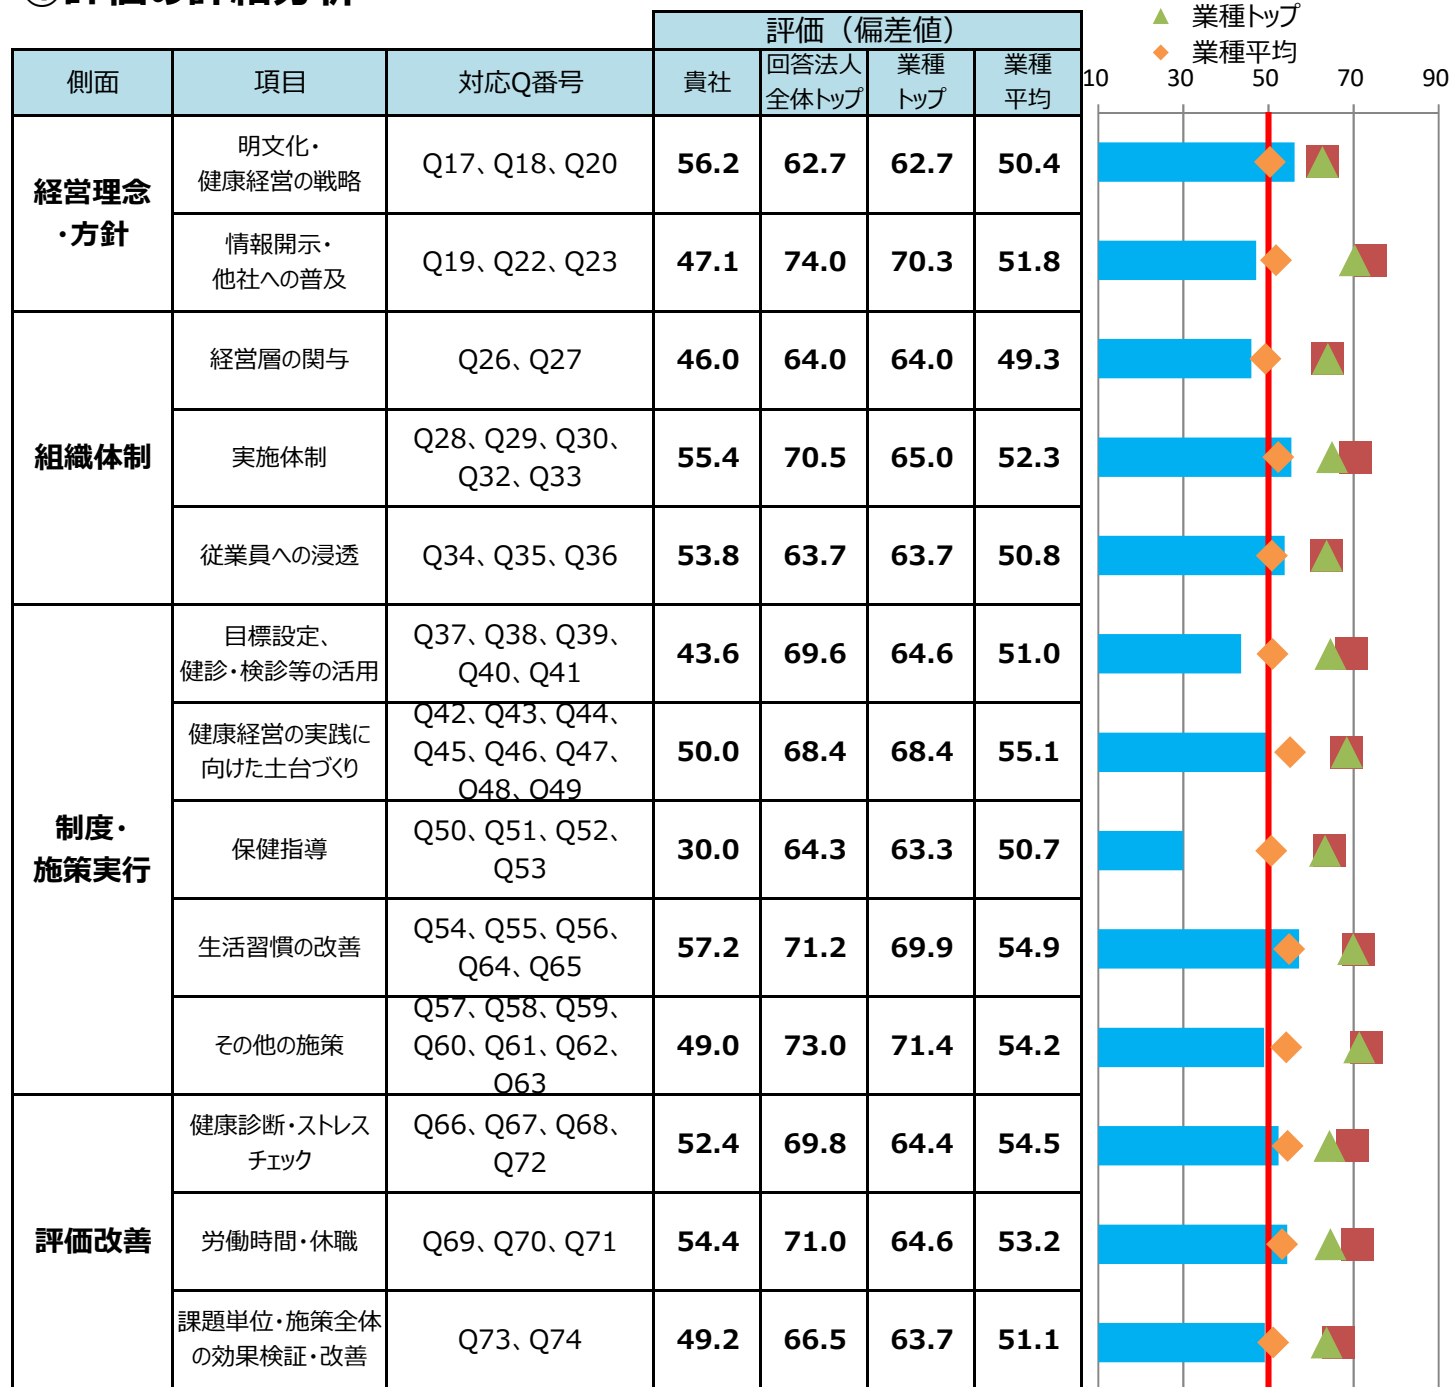 評価(偏差値)
▲ 業種トップ
◆ 業種平均
側面 項目 対応Q番号 貴社 回答法人 業種 業種
全体トップ トップ 平均
10 30 50 70 90
経営理念
・方針
明文化・
健康経営の戦略
Q17、Q18、Q20 56.2 62.7 62.7 50.4
情報開示・
他社への普及
Q19、Q22、Q23 47.1 74.0 70.3 51.8
組織体制
経営層の関与 Q26、Q27 46.0 64.0 64.0 49.3
実施体制
Q28、Q29、Q30、
Q32、Q33
55.4 70.5 65.0 52.3
従業員への浸透 Q34、Q35、Q36 53.8 63.7 63.7 50.8
制度・
施策実行
目標設定、
健診・検診等の活用
Q37、Q38、Q39、
Q40、Q41
43.6 69.6 64.6 51.0
健康経営の実践に
向けた土台づくり
Q42、Q43、Q44、
Q45、Q46、Q47、
Q48、Q49
50.0 68.4 68.4 55.1
保健指導
Q50、Q51、Q52、
Q53
30.0 64.3 63.3 50.7
生活習慣の改善
Q54、Q55、Q56、
Q64、Q65
57.2 71.2 69.9 54.9
その他の施策
Q57、Q58、Q59、
Q60、Q61、Q62、
Q63
49.0 73.0 71.4 54.2
評価改善
健康診断・ストレス
チェック
Q66、Q67、Q68、
Q72
52.4 69.8 64.4 54.5
労働時間・休職 Q69、Q70、Q71 54.4 71.0 64.6 53.2
課題単位・施策全体
の効果検証・改善
Q73、Q74 49.2 66.5 63.7 51.1